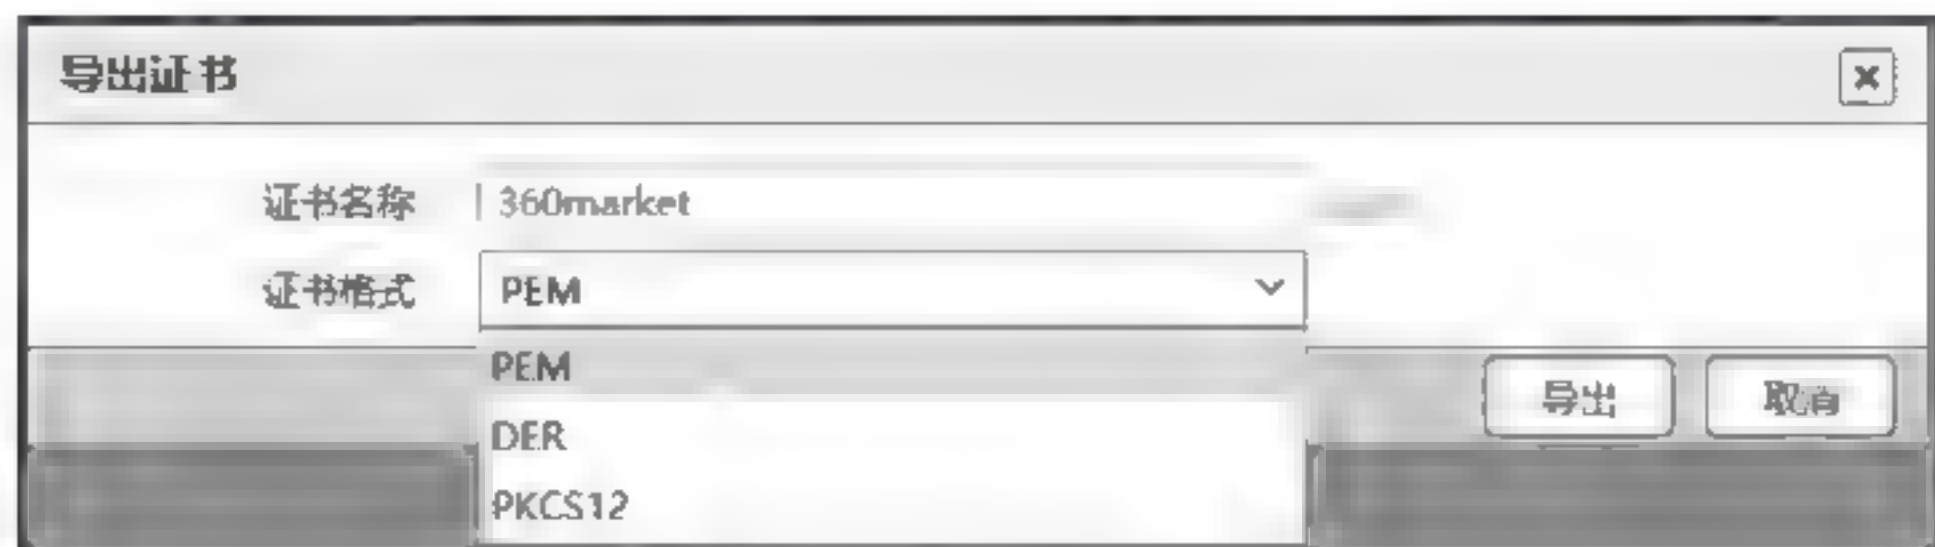 导出证书
证书名称 360market
证书格式 PEM
PEM
导出 取消
DER
PKCS12